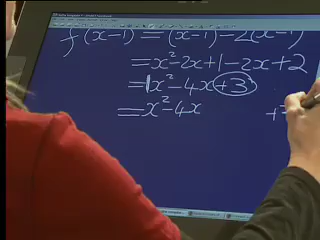 f(x-1) = (x-1)² - 2(x-1)
= x² - 2x + 1 - 2x + 2
= 1x² - 4x + 3
= x² - 4x
+